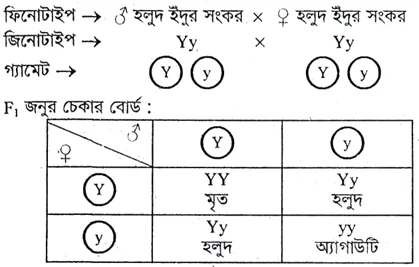 ফিনোটাইপ → ♂ হলুদ ইঁদুর সংকর × ♀ হলুদ ইঁদুর সংকর
জিনোটাইপ → Yy × Yy
গ্যামেট → Y y Y y
F₁ জনুর চেকার বোর্ড :
♂ ♀ Y y
Y YY মৃত Yy হলুদ
y Yy হলুদ yy অ্যাগাউটি